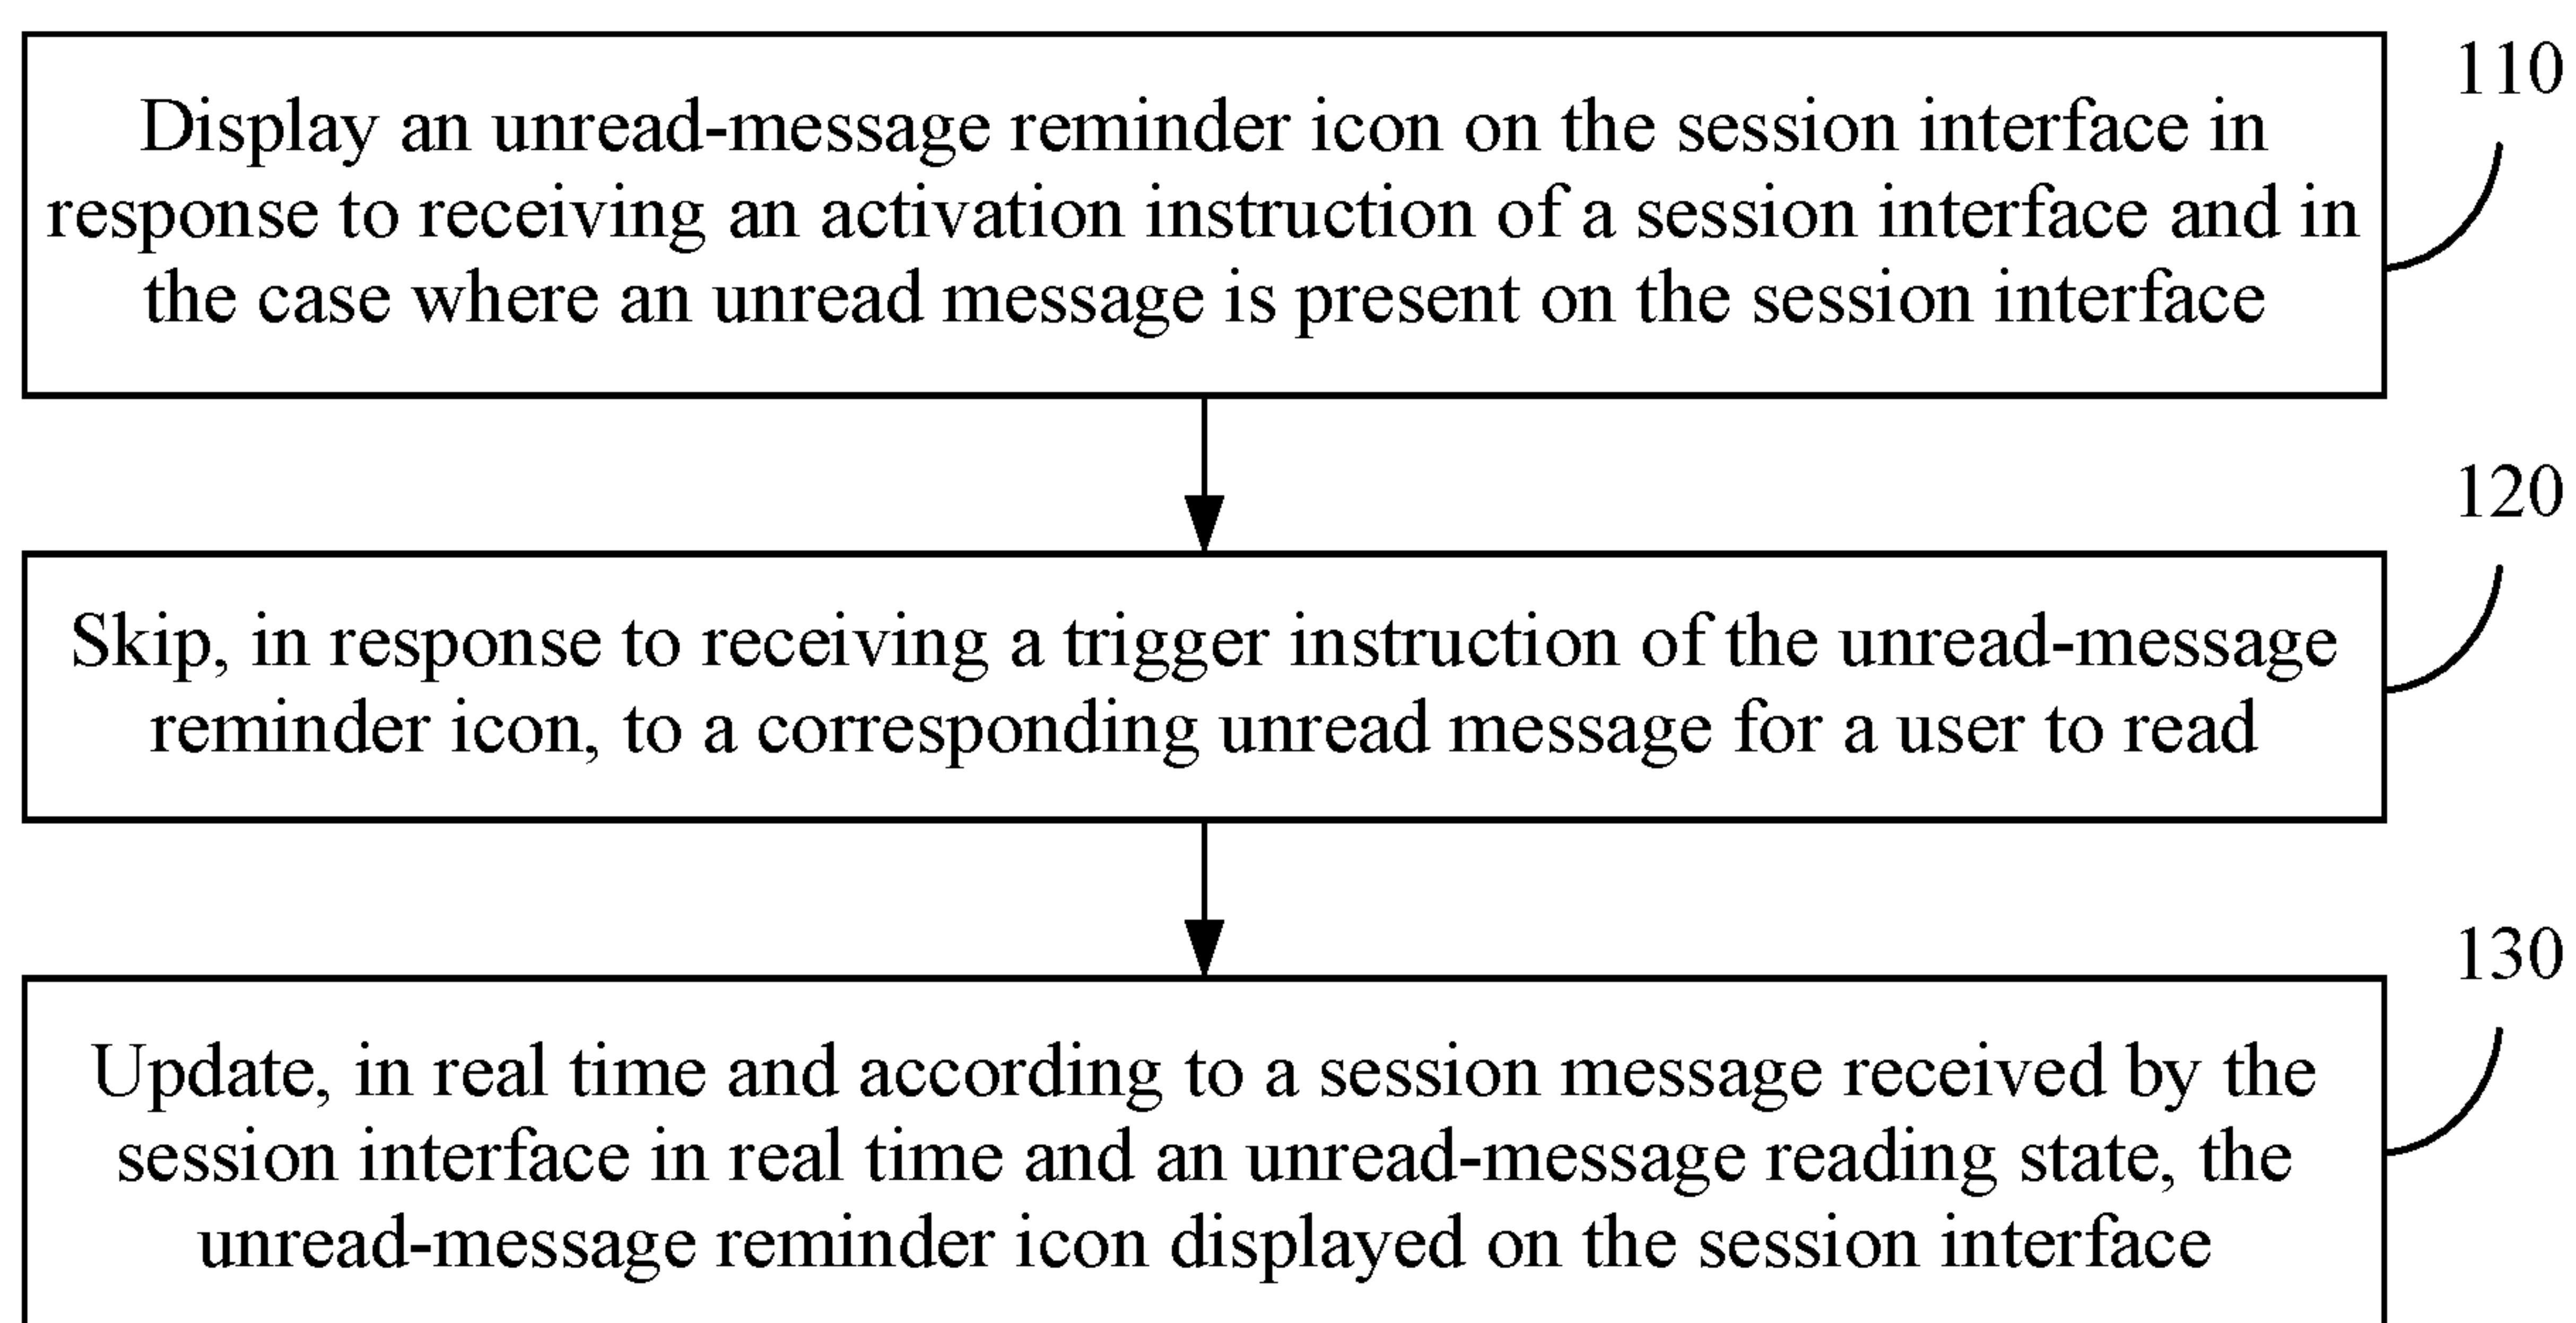 Display an unread-message reminder icon on the session interface in
response to receiving an activation instruction of a session interface and in
the case where an unread message is present on the session interface
110
Skip, in response to receiving a trigger instruction of the unread-message
reminder icon, to a corresponding unread message for a user to read
120
Update, in real time and according to a session message received by the
session interface in real time and an unread-message reading state, the
unread-message reminder icon displayed on the session interface
130